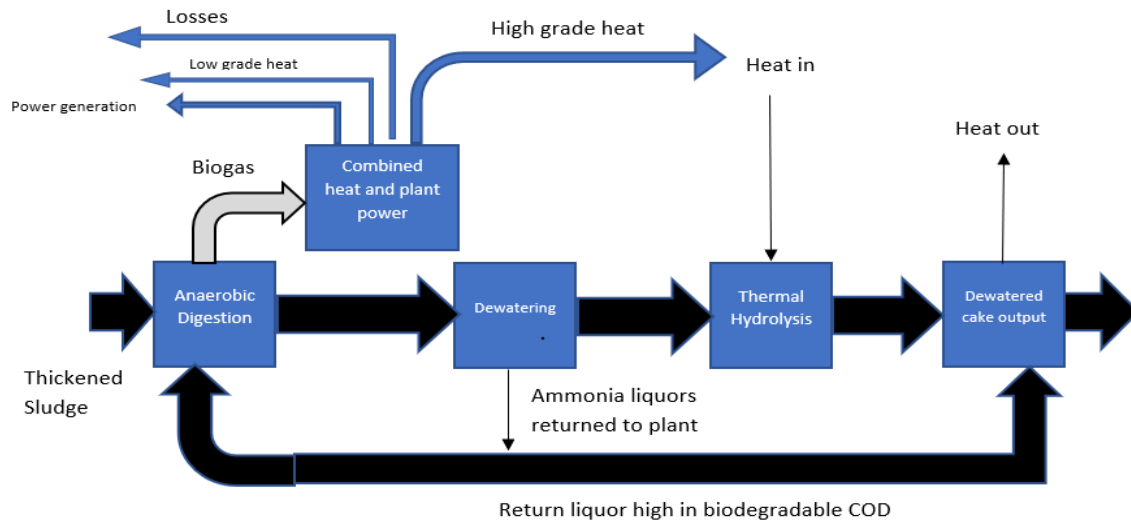 Losses
High grade heat
Low grade heat
Heat in
Power generation
Heat out
Biogas
Combined
heat and plant
power
Anaerobic
Digestion
Dewatering
Thermal
Hydrolysis
Dewatered
cake output
Thickened
Sludge
Ammonia liquors
returned to plant
Return liquor high in biodegradable COD